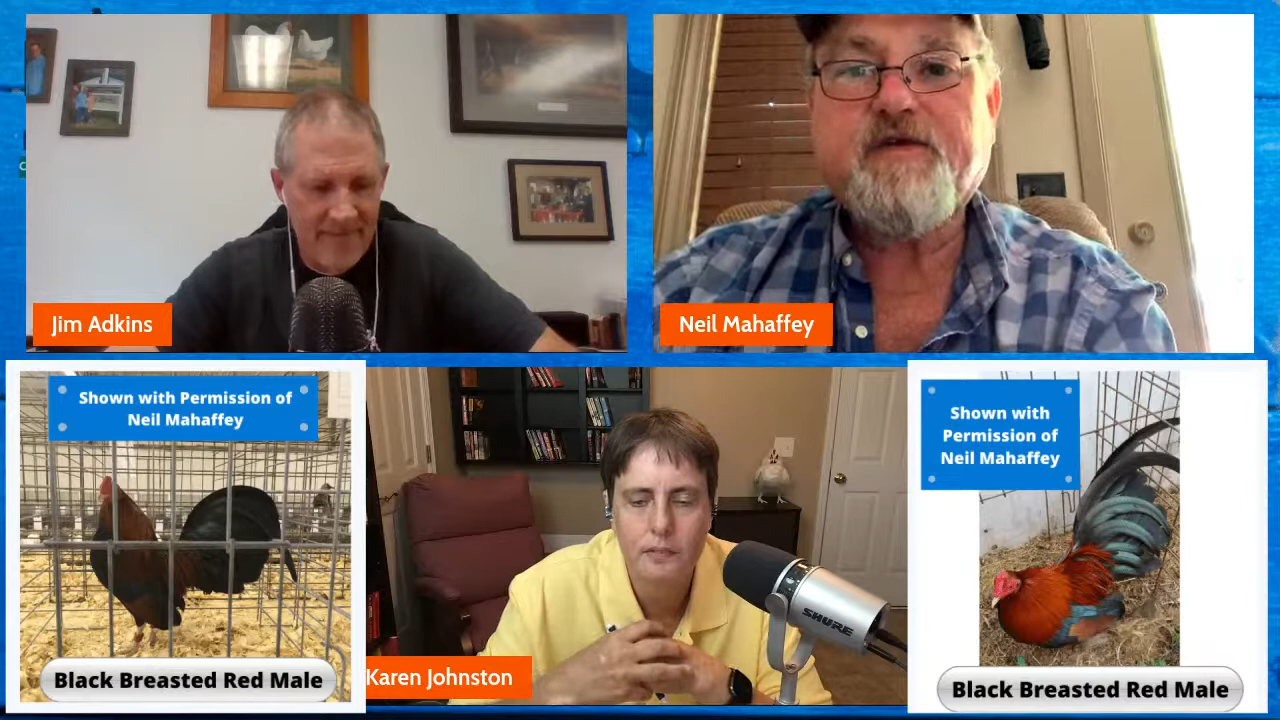 Jim Adkins
Neil Mahaffey
Shown with Permission of
Neil Mahaffey
Black Breasted Red Male
Karen Johnston
SHURE
Shown with
Permission of
Neil Mahaffey
Black Breasted Red Male